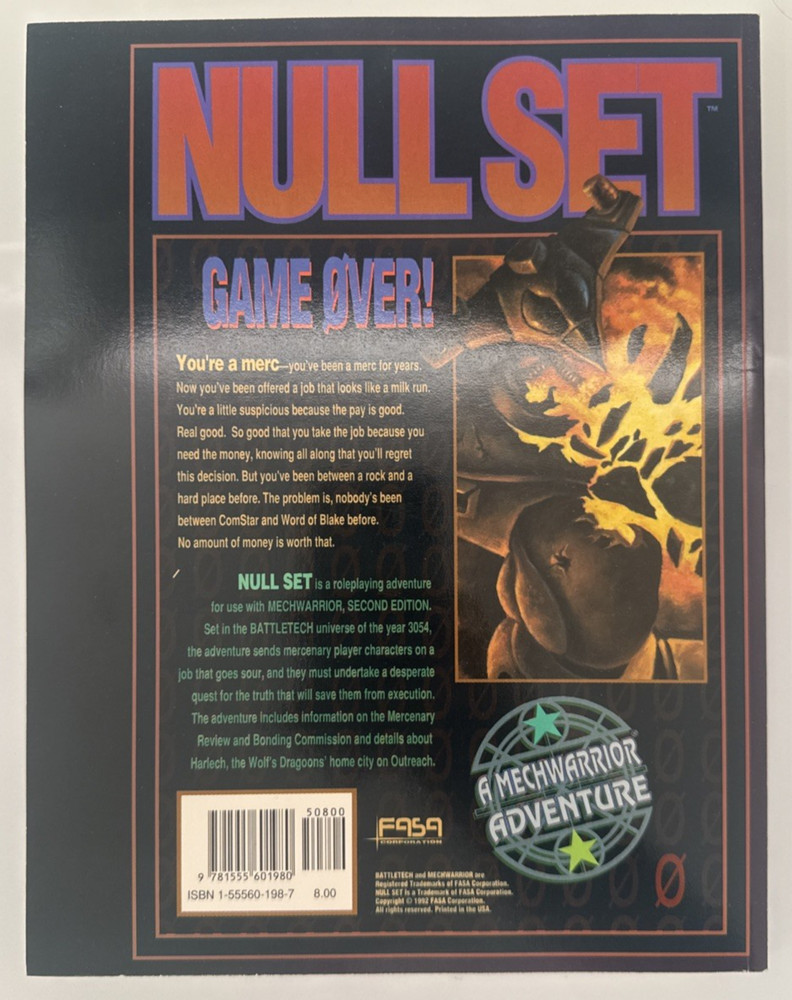 NULL SET™
GAME ØVER!
You're a merc—you've been a merc for years.
Now you've been offered a job that looks like a milk run.
You're a little suspicious because the pay is good.
Real good. So good that you take the job because you
need the money, knowing all along that you'll regret
this decision. But you've been between a rock and a
hard place before. The problem is, nobody's been
between ComStar and Word of Blake before.
No amount of money is worth that.
NULL SET is a roleplaying adventure
for use with MECHWARRIOR, SECOND EDITION.
Set in the BATTLETECH universe of the year 3054,
the adventure sends mercenary player characters on a
job that goes sour, and they must undertake a desperate
quest for the truth that will save them from execution.
The adventure includes information on the Mercenary
Review and Bonding Commission and details about
Harlech, the Wolf's Dragoons' home city on Outreach.
A MECHWARRIOR
ADVENTURE
50800
9 781555 601980
ISBN 1-55560-198-7 8.00
FASA
CORPORATION
BATTLETECH and MECHWARRIOR are
Registered Trademarks of FASA Corporation.
NULL SET is a Trademark of FASA Corporation.
Copyright © 1992 FASA Corporation.
All rights reserved. Printed in the USA.
Ø